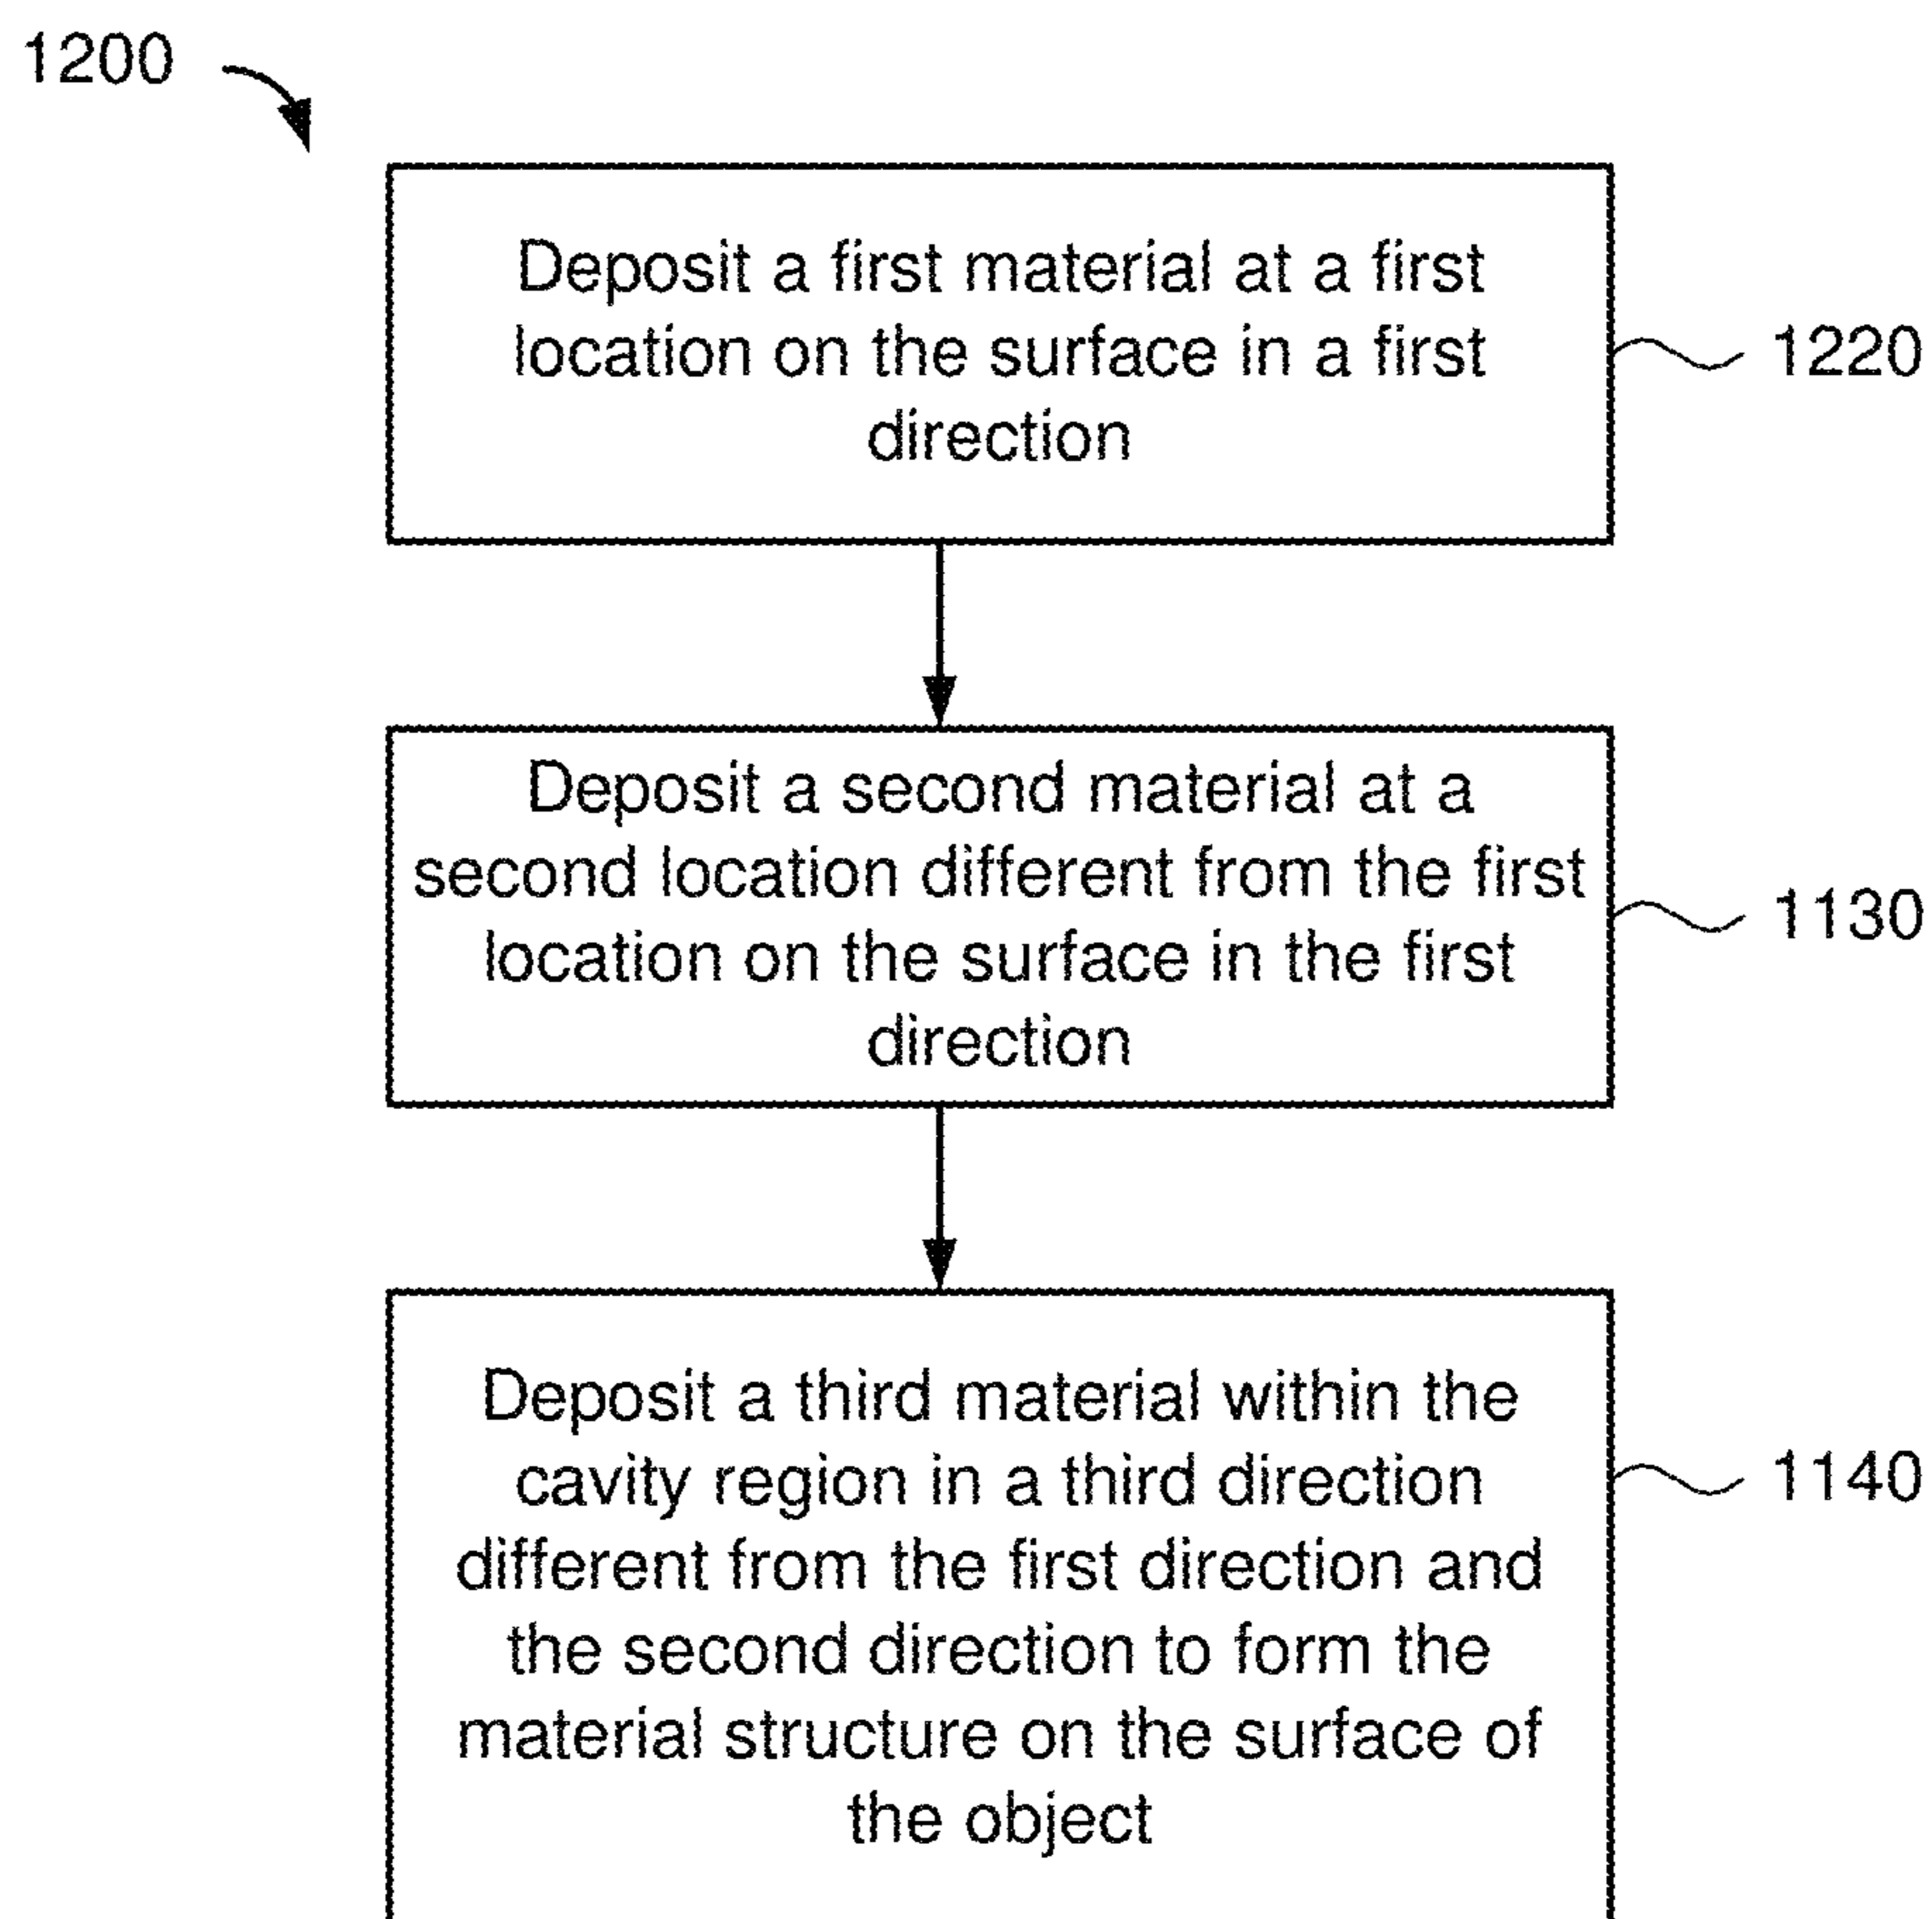 1200
Deposit a first material at a first
location on the surface in a first
direction
1220
Deposit a second material at a
second location different from the first
location on the surface in the first
direction
1130
Deposit a third material within the
cavity region in a third direction
different from the first direction and
the second direction to form the
material structure on the surface of
the object
1140